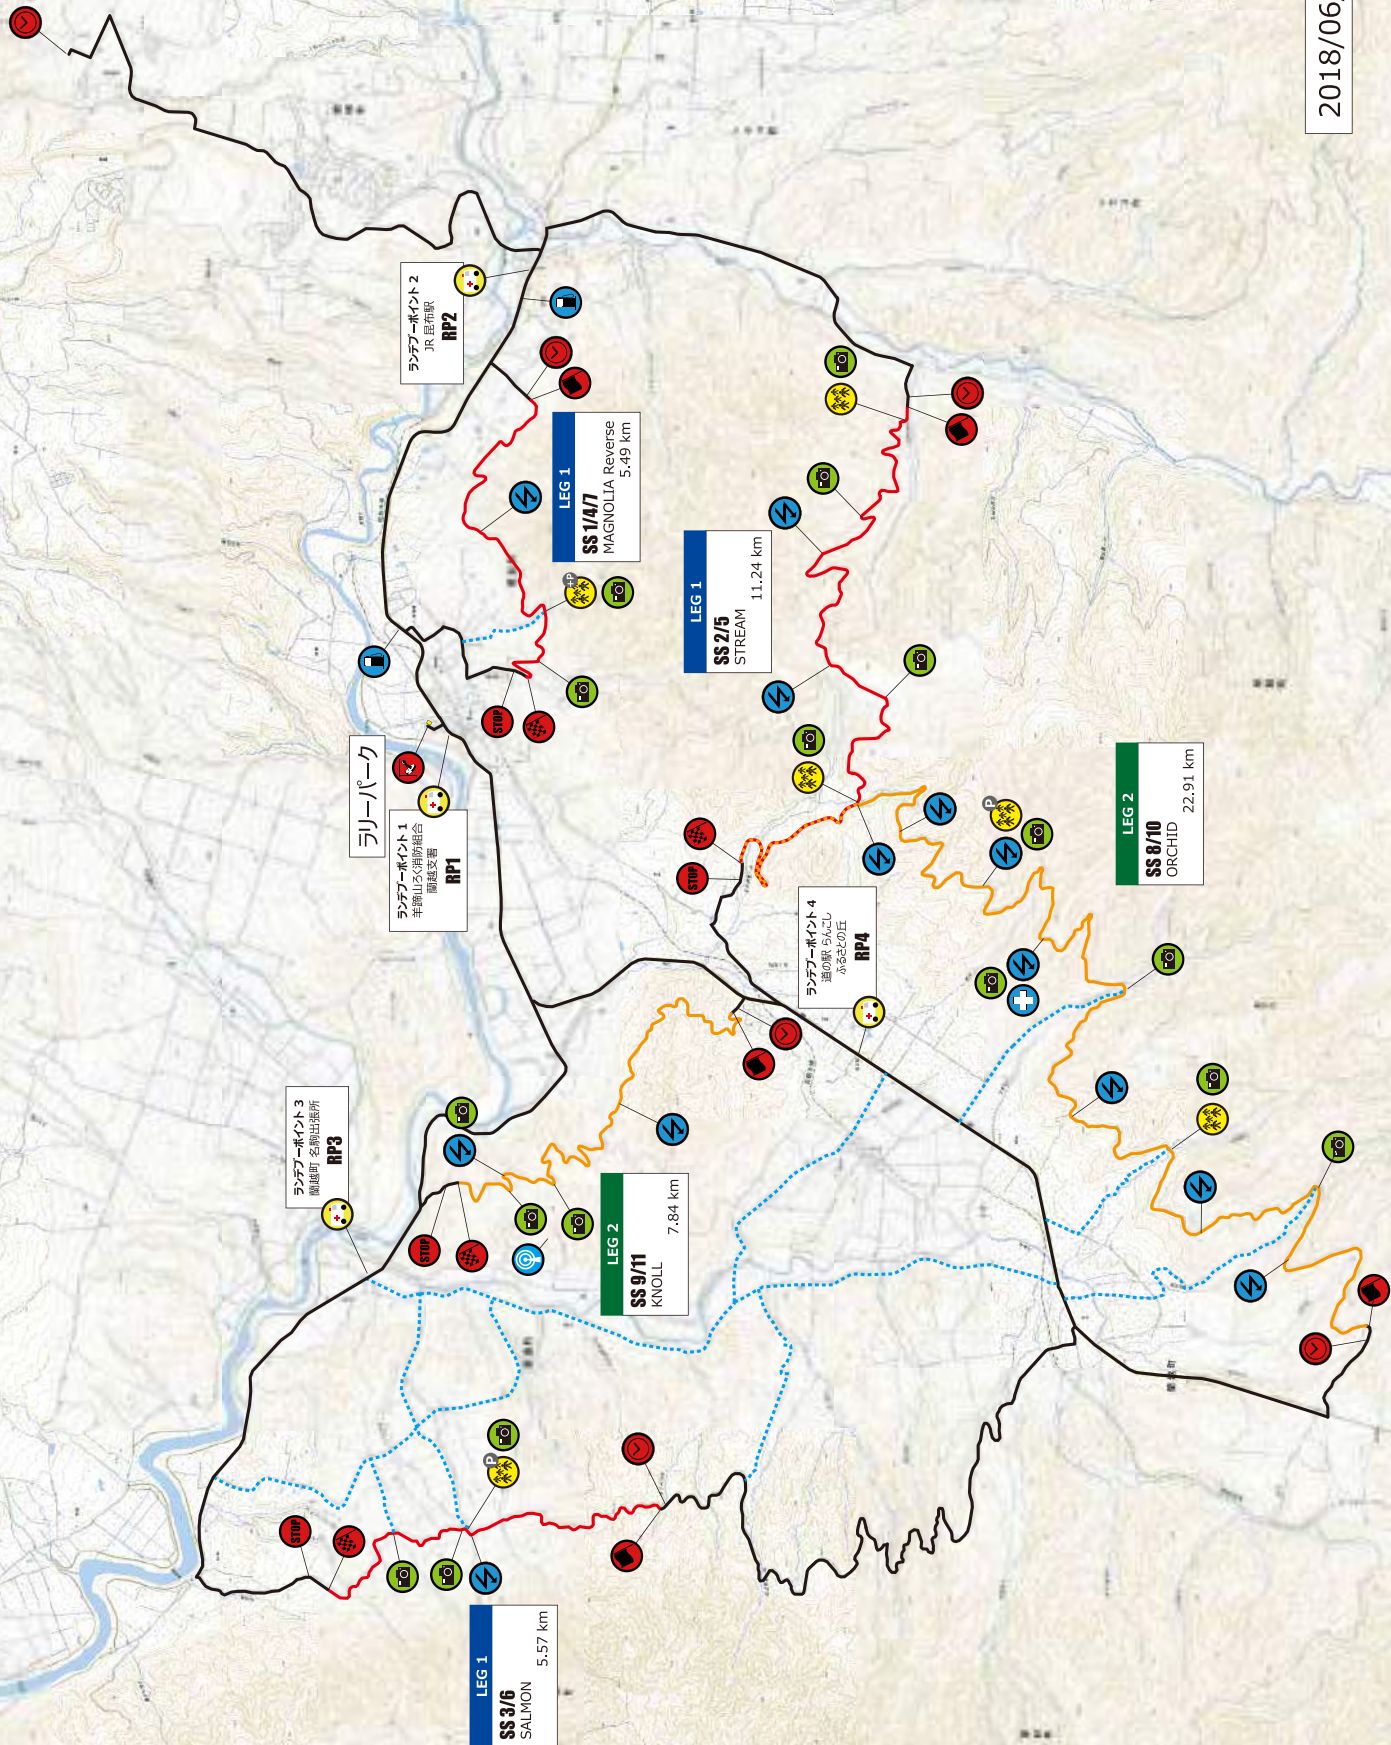 2018/06
ランデブーポイント 2
JR 昆布駅
RP2
LEG 1
SS 1/4/7
MAGNOLIA Reverse
5.49 km
LEG 1
SS 2/5
STREAM
11.24 km
ラリーパーク
ランデブーポイント 1
羊蹄山ろく消防組合
蘭越支署
RP1
STOP
STOP
LEG 2
SS 8/10
ORCHID
22.91 km
P
+P
ランデブーポイント 4
道の駅 らんこし
ふるさとの丘
RP4
ランデブーポイント 3
蘭越町 名駒出張所
RP3
STOP
LEG 2
SS 9/11
KNOLL
7.84 km
P
STOP
LEG 1
SS 3/6
SALMON
5.57 km